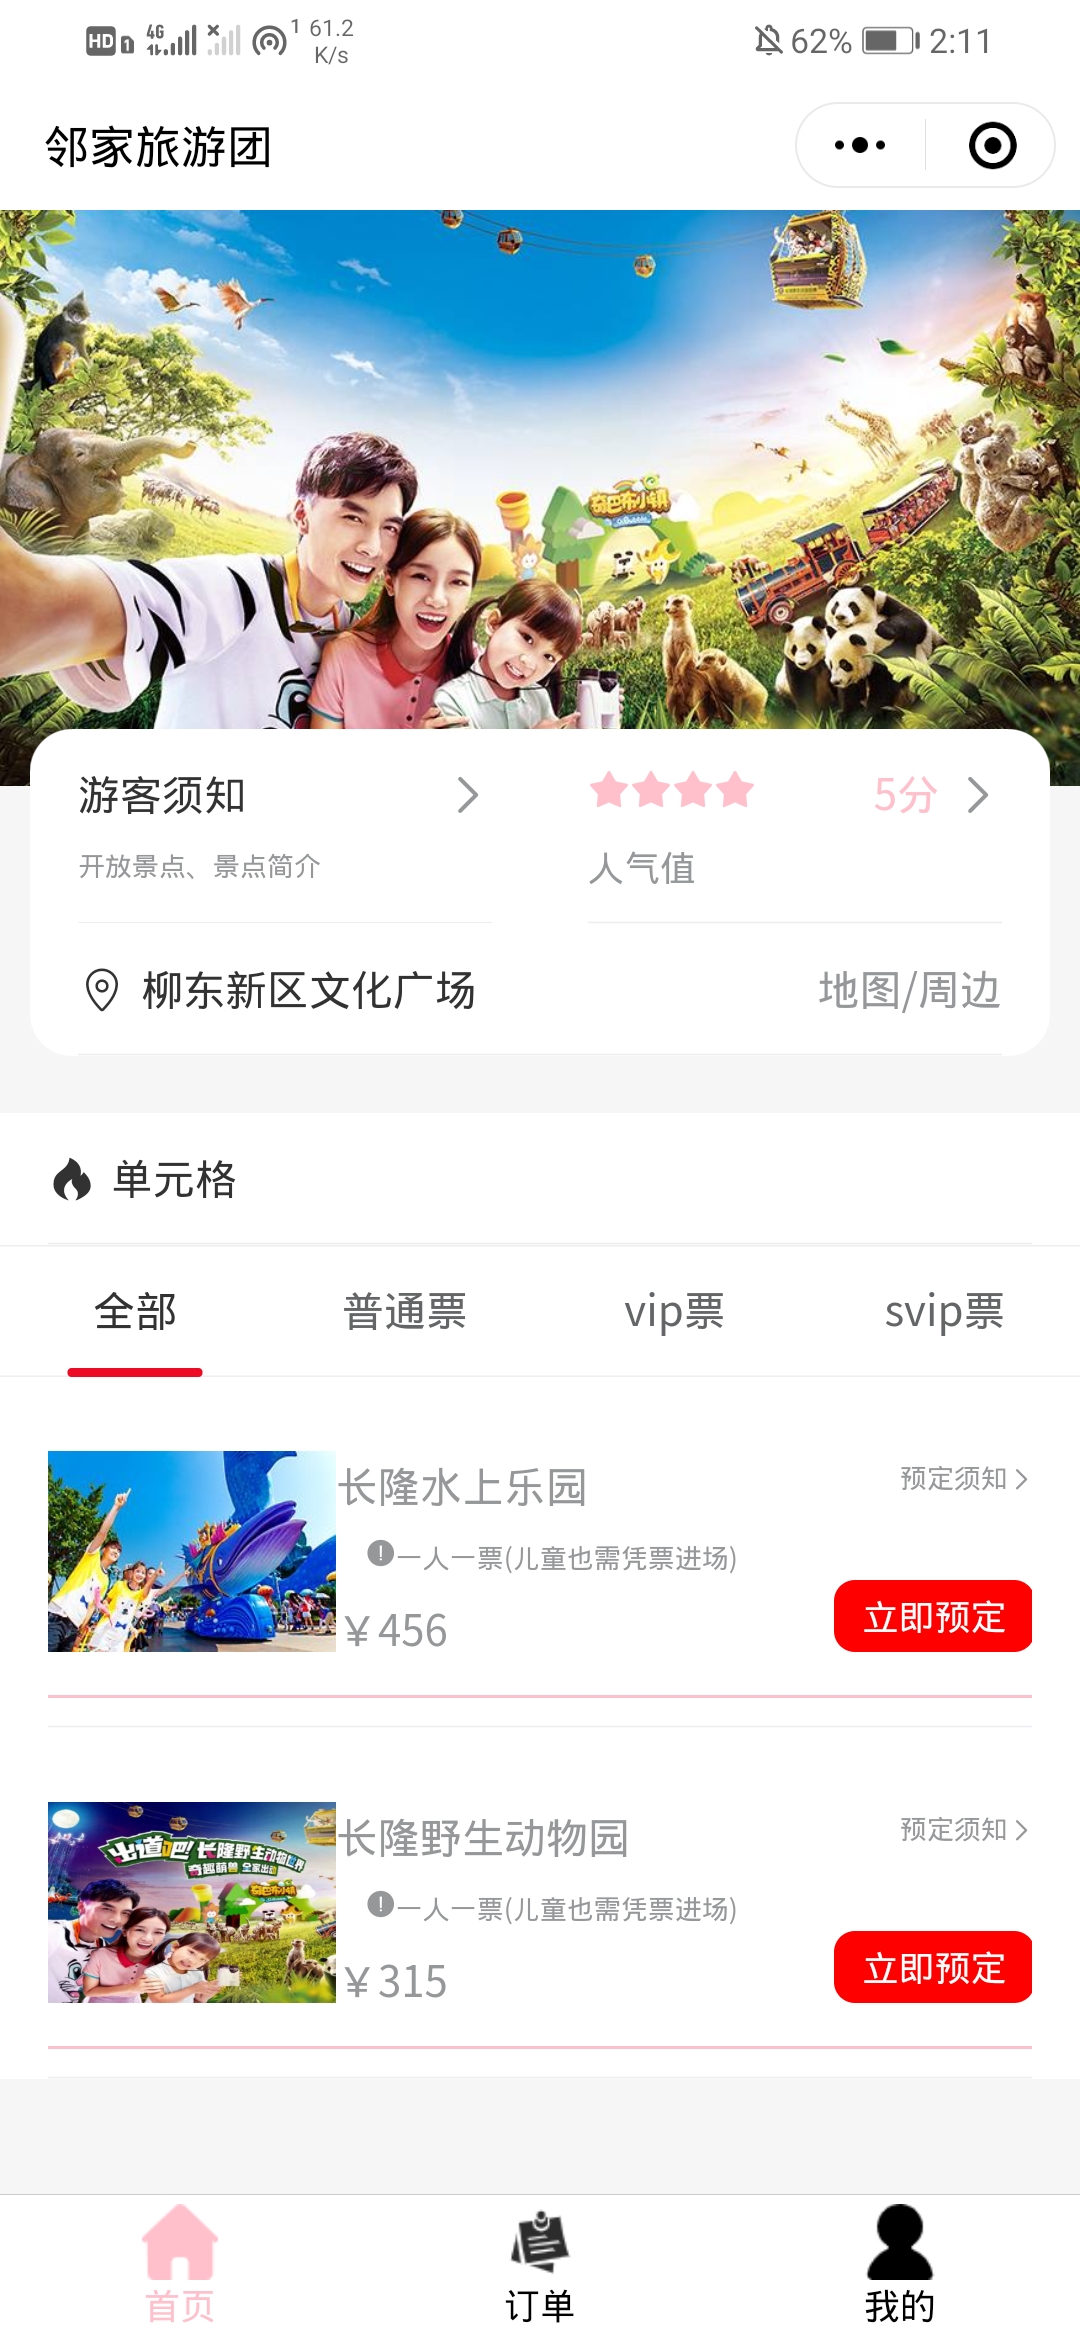 HD 1 4G 1 61.2 K/s 62% 2:11
邻家旅游团
奇巴布小镇
游客须知
5分
开放景点、景点简介
人气值
柳东新区文化广场
地图/周边
单元格
全部 普通票 vip票 svip票
长隆水上乐园
预定须知
一人一票(儿童也需凭票进场)
¥456
立即预定
出道吧!长隆野生动物世界
奇趣萌兽 全家出动
奇巴布小镇
长隆野生动物园
预定须知
一人一票(儿童也需凭票进场)
¥315
立即预定
首页 订单 我的